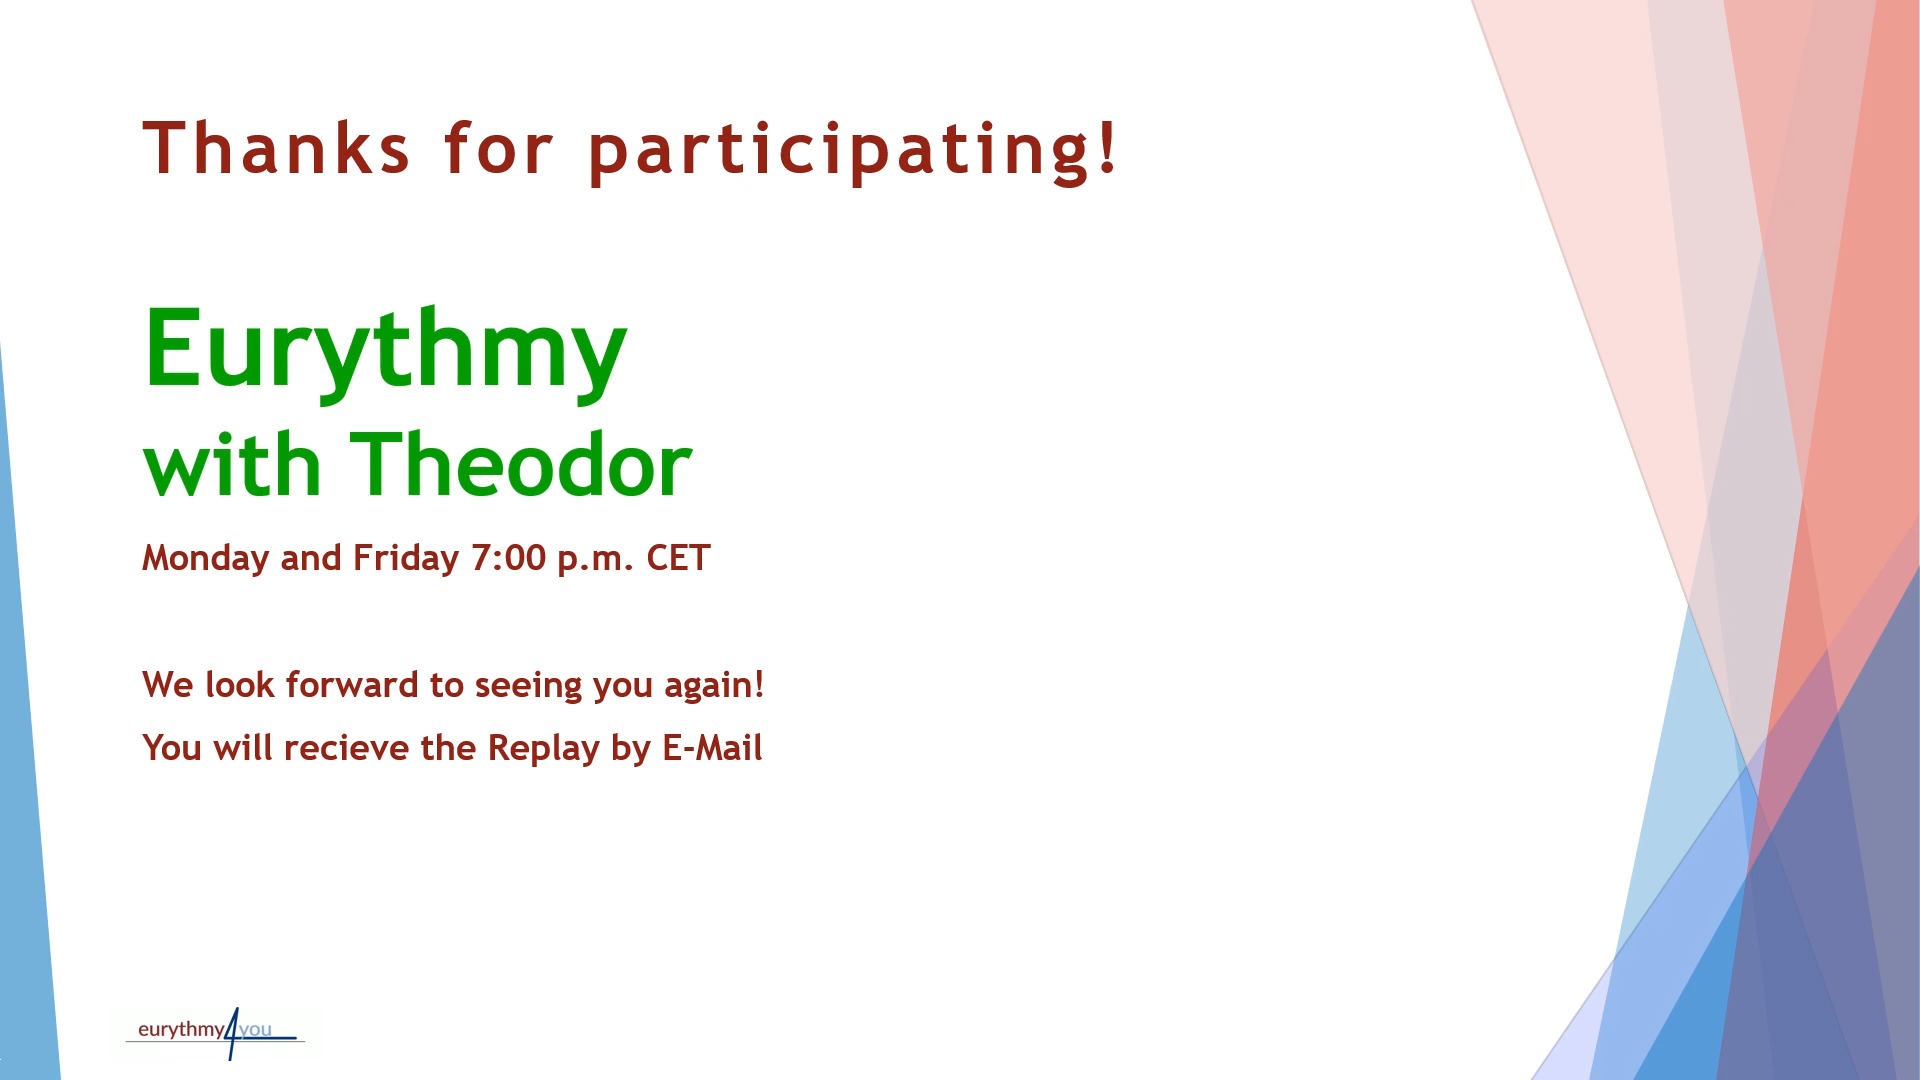 Thanks for participating!
Eurythmy
with Theodor
Monday and Friday 7:00 p.m. CET
We look forward to seeing you again!
You will recieve the Replay by E-Mail
eurythmy4you